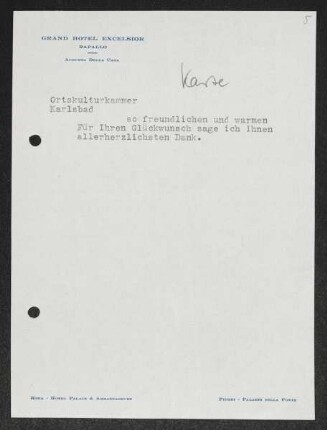 5
GRAND HOTEL EXCELSIOR
RAPALLO
Karte
Ortskulturkammer
Karlsbad
so freundlichen und warmen
Für Ihren Glückwunsch sage ich Ihnen
allerherzlichsten Dank.